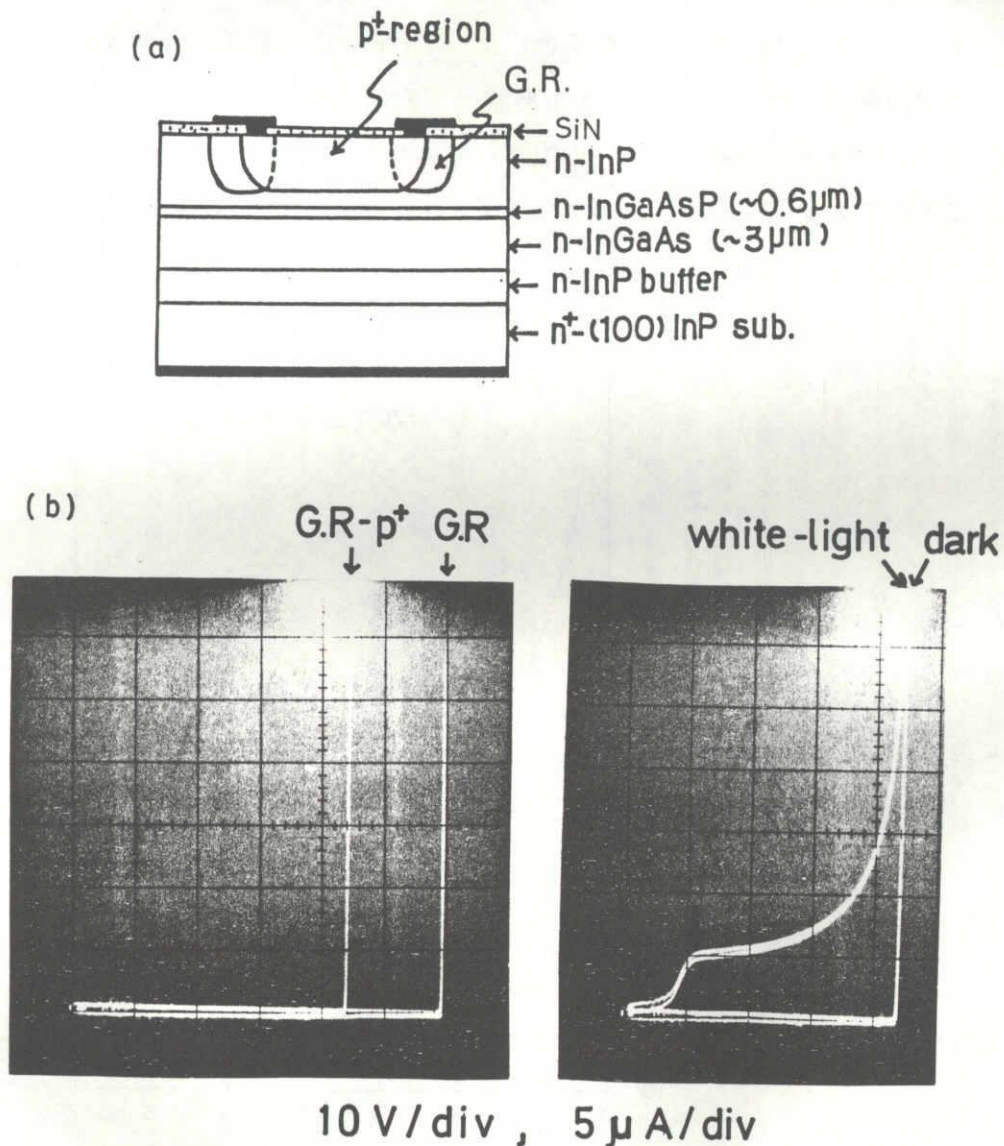 (a)
p⁺-region
G.R.
SiN
n-InP
n-InGaAsP (~0.6µm)
n-InGaAs (~3µm)
n-InP buffer
n⁺-(100) InP sub.
(b)
G.R-p⁺ G.R
white-light dark
10 V/div , 5 µA/div